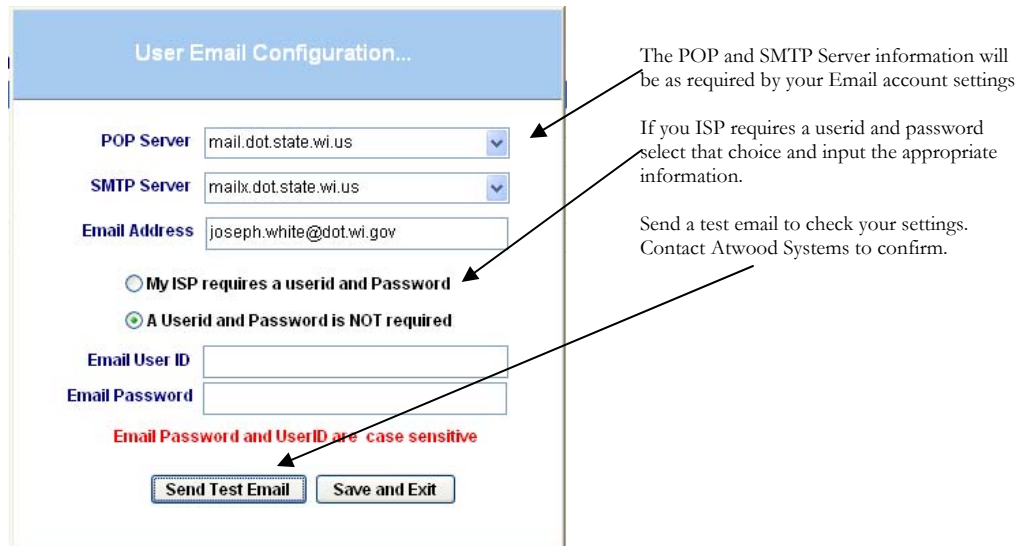 User Email Configuration...
POP Server mail.dot.state.wi.us
SMTP Server mailx.dot.state.wi.us
Email Address joseph.white@dot.wi.gov
My ISP requires a userid and Password
A Userid and Password is NOT required
Email User ID
Email Password
Email Password and UserID are case sensitive
Send Test Email Save and Exit
The POP and SMTP Server information will
be as required by your Email account settings
If you ISP requires a userid and password
select that choice and input the appropriate
information.
Send a test email to check your settings.
Contact Atwood Systems to confirm.